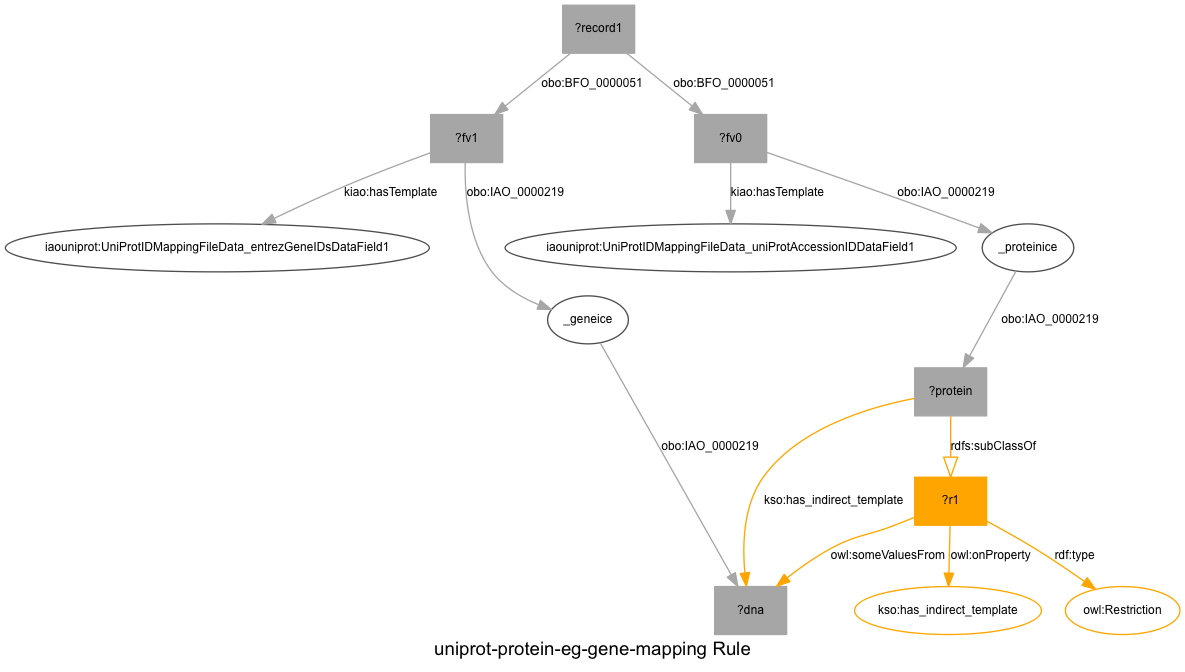 ?record1
obo:BFO_0000051
obo:BFO_0000051
?fv1
?fv0
kiao:hasTemplate
obo:IAO_0000219
kiao:hasTemplate
obo:IAO_0000219
iaouniprot:UniProtIDMappingFileData_entrezGeneIDsDataField1
iaouniprot:UniProtIDMappingFileData_uniProtAccessionIDDataField1
_proteinice
_geneice
obo:IAO_0000219
?protein
obo:IAO_0000219
rdfs:subClassOf
kso:has_indirect_template
?r1
owl:someValuesFrom
owl:onProperty
rdf:type
?dna
kso:has_indirect_template
owl:Restriction
uniprot-protein-eg-gene-mapping Rule